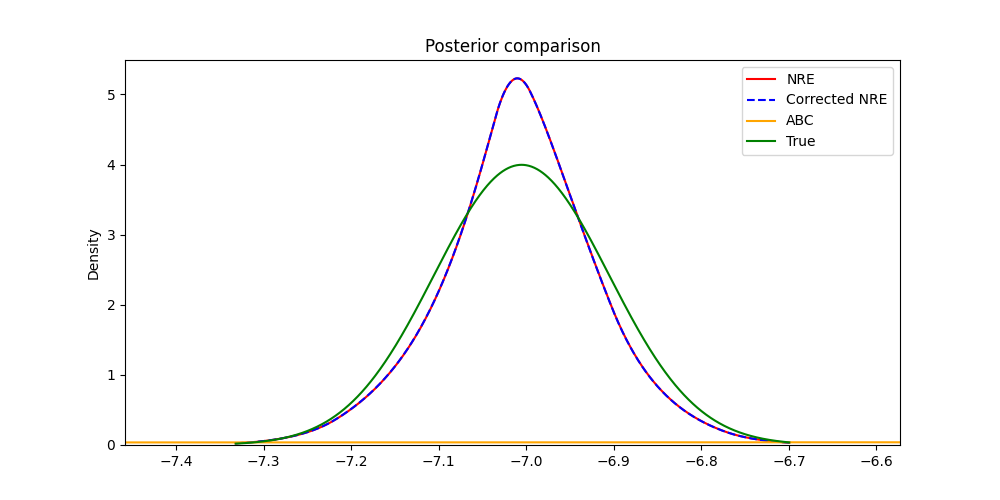 Posterior comparison
NRE
Corrected NRE
ABC
True
Density
5
4
3
2
1
0
−7.4 −7.3 −7.2 −7.1 −7.0 −6.9 −6.8 −6.7 −6.6